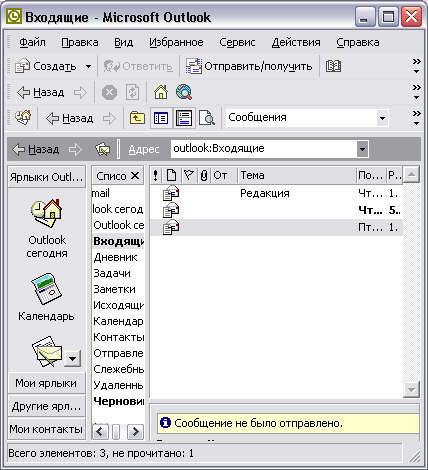 Входящие - Microsoft Outlook
Файл Правка Вид Избранное Сервис Действия Справка
Создать Ответить Отправить/получить
Назад
Назад Сообщения
Назад Адрес outlook:Входящие
Ярлыки Outl... Списо
! От Тема По... Р...
mail Редакция Чт... 1.
look сегод Чт... 5..
Outlook се Пт... 1.
Outlook
сегодня
Входящи
Дневник
Задачи
Заметки
Исходящи
Календарь
Календар
Контакты
Отправле
Слежебны
Удаленны
Чернови
Мои ярлыки
Другие ярл...
Мои контакты
Сообщение не было отправлено.
Всего элементов: 3, не прочитано: 1